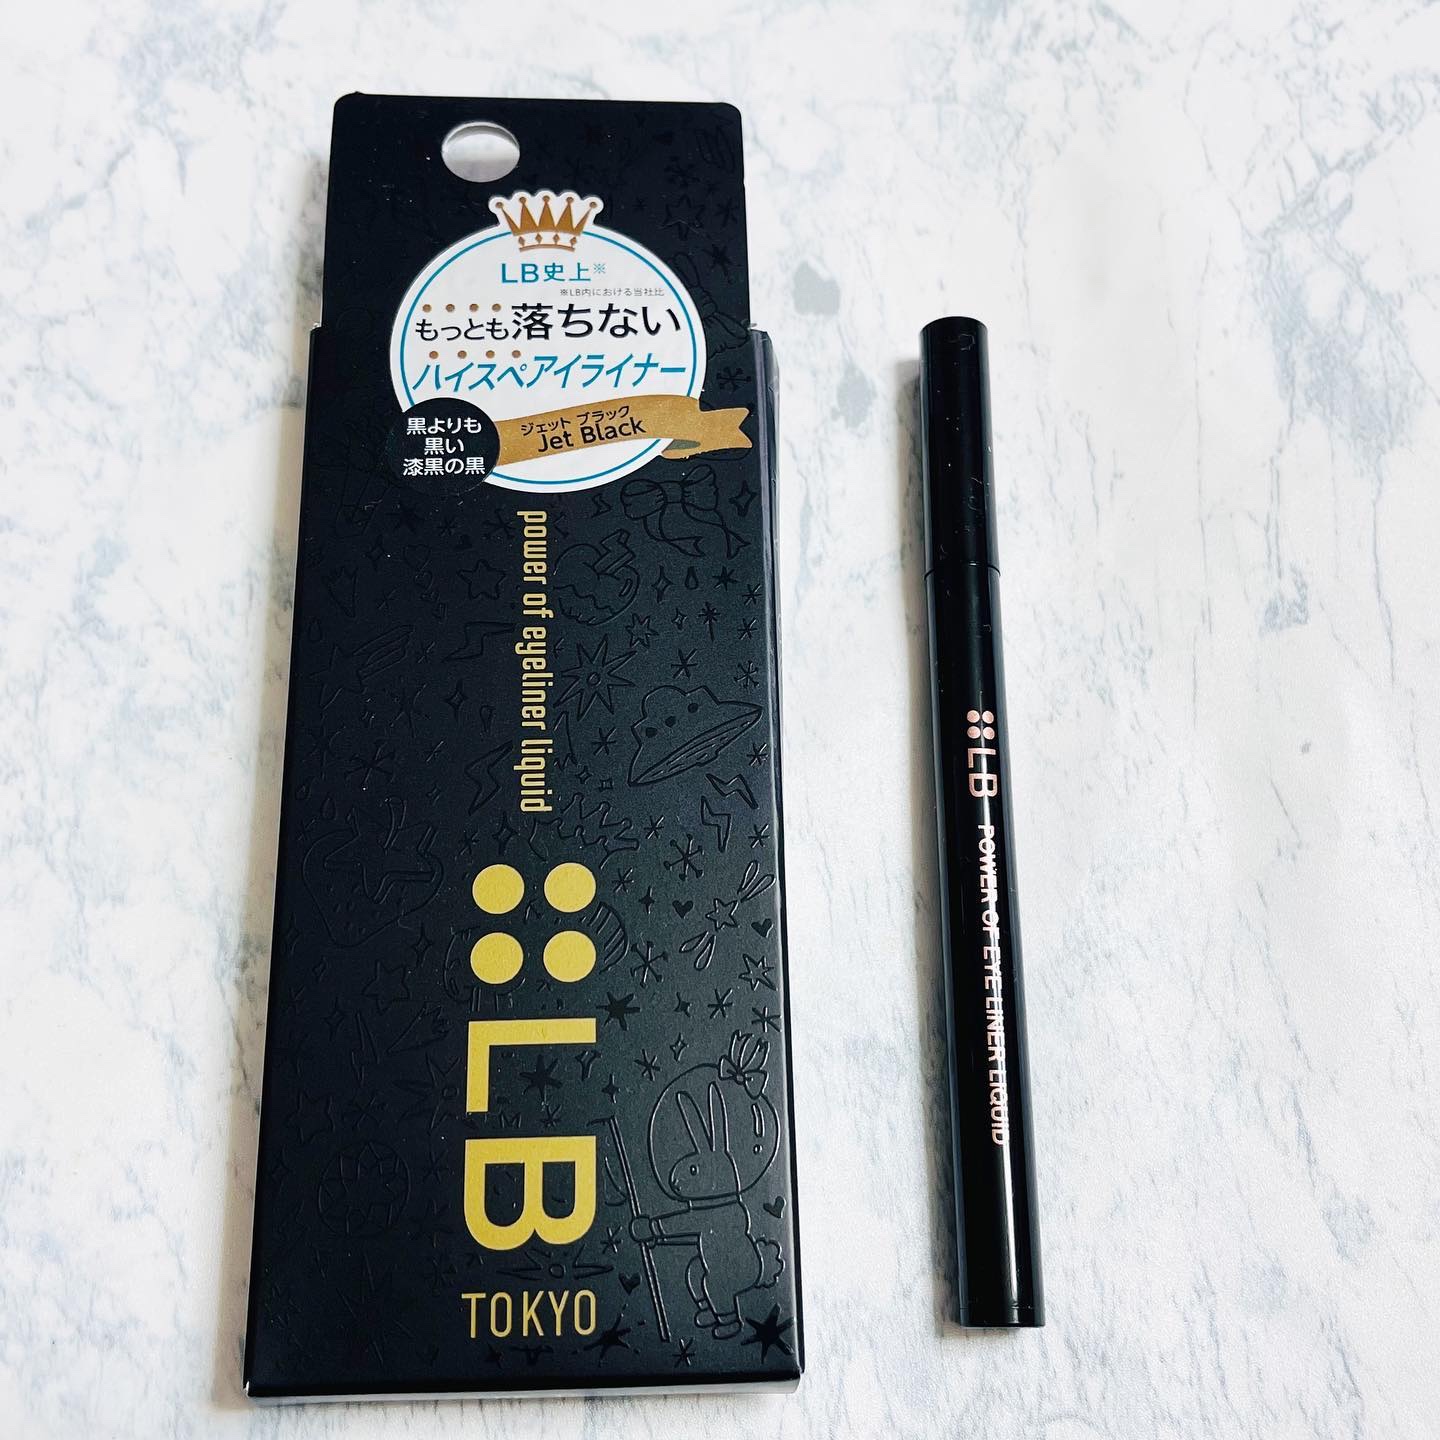 LB史上※
※LB内における当社比
もっとも落ちない
ハイスペアイライナー
黒よりも
黒い
漆黒の黒
ジェット ブラック
Jet Black
power of eyeliner liquid
LB
TOKYO
LB POWER OF EYE LINER LIQUID